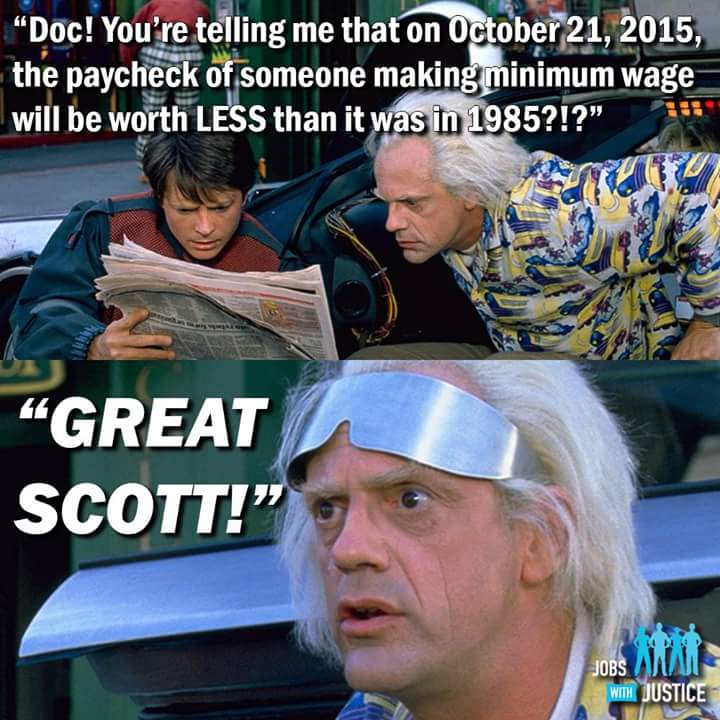 “Doc! You’re telling me that on October 21, 2015,
the paycheck of someone making minimum wage
will be worth LESS than it was in 1985?!?”
“GREAT
SCOTT!”
JOBS
WITH JUSTICE